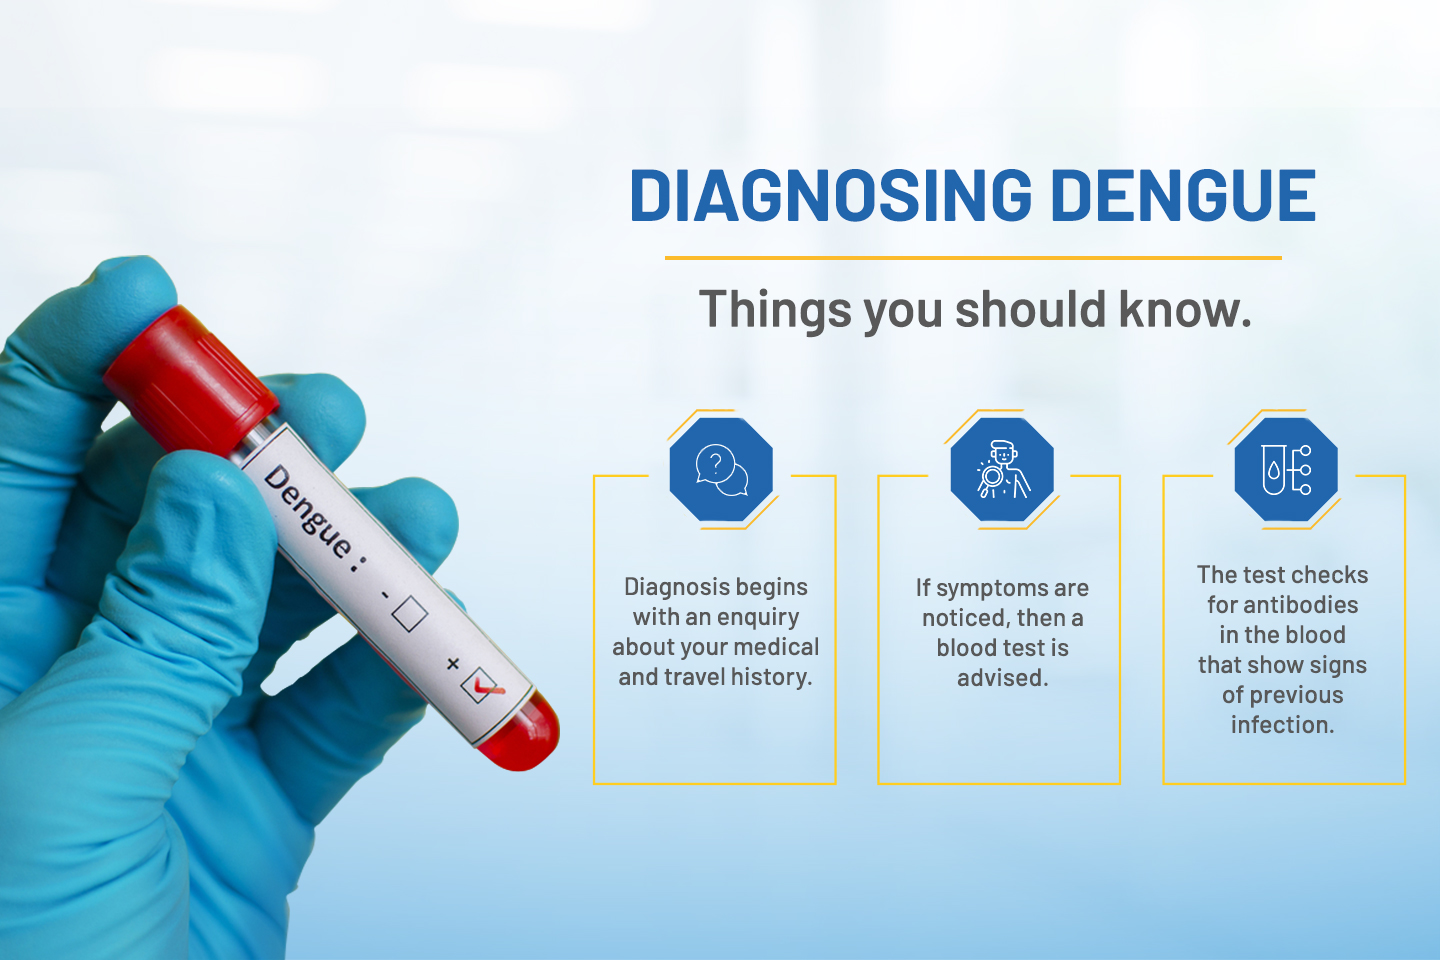 DIAGNOSING DENGUE
Things you should know.
Dengue :
-
+
Diagnosis begins
with an enquiry
about your medical
and travel history.
If symptoms are
noticed, then a
blood test is
advised.
The test checks
for antibodies
in the blood
that show signs
of previous
infection.